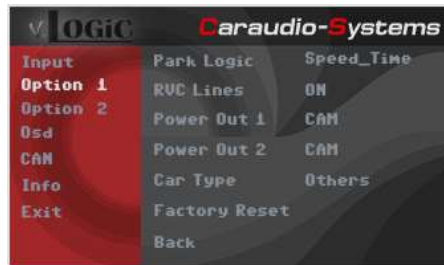 v.LOGiC Caraudio-Systems
Input
Option 1
Option 2
Osd
CAN
Info
Exit
Park Logic Speed_Time
RVC Lines ON
Power Out 1 CAM
Power Out 2 CAM
Car Type Others
Factory Reset
Back